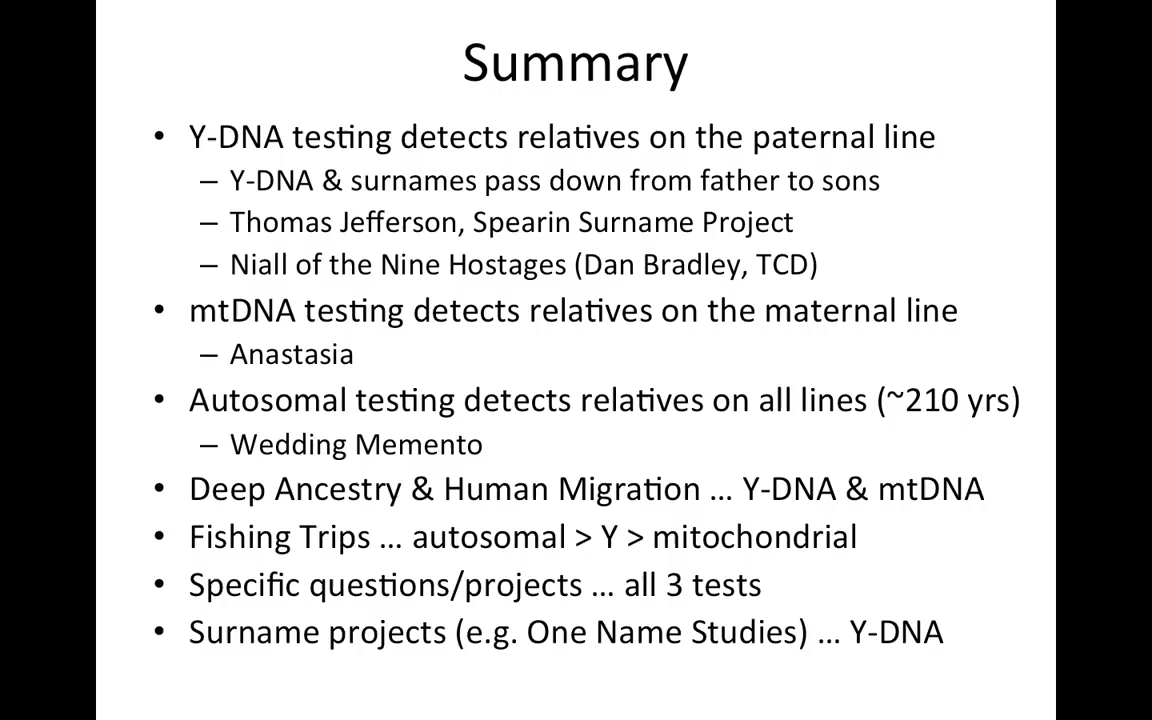 Summary
• Y-DNA testing detects relatives on the paternal line
– Y-DNA & surnames pass down from father to sons
– Thomas Jefferson, Spearin Surname Project
– Niall of the Nine Hostages (Dan Bradley, TCD)
• mtDNA testing detects relatives on the maternal line
– Anastasia
• Autosomal testing detects relatives on all lines (~210 yrs)
– Wedding Memento
• Deep Ancestry & Human Migration … Y-DNA & mtDNA
• Fishing Trips … autosomal > Y > mitochondrial
• Specific questions/projects … all 3 tests
• Surname projects (e.g. One Name Studies) … Y-DNA